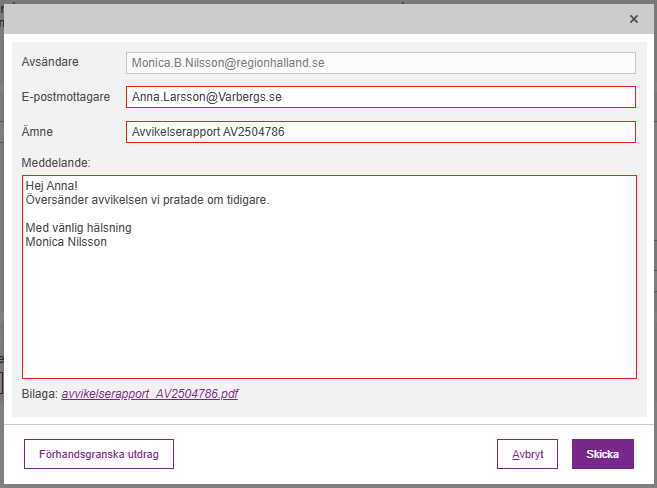 ×
Avsändare
Monica.B.Nilsson@regionhalland.se
E-postmottagare
Anna.Larsson@Varbergs.se
Ämne
Avvikelserapport AV2504786
Meddelande:
Hej Anna!
Översänder avvikelsen vi pratade om tidigare.
Med vänlig hälsning
Monica Nilsson
Bilaga: avvikelserapport_AV2504786.pdf
Förhandsgranska utdrag
Avbryt
Skicka